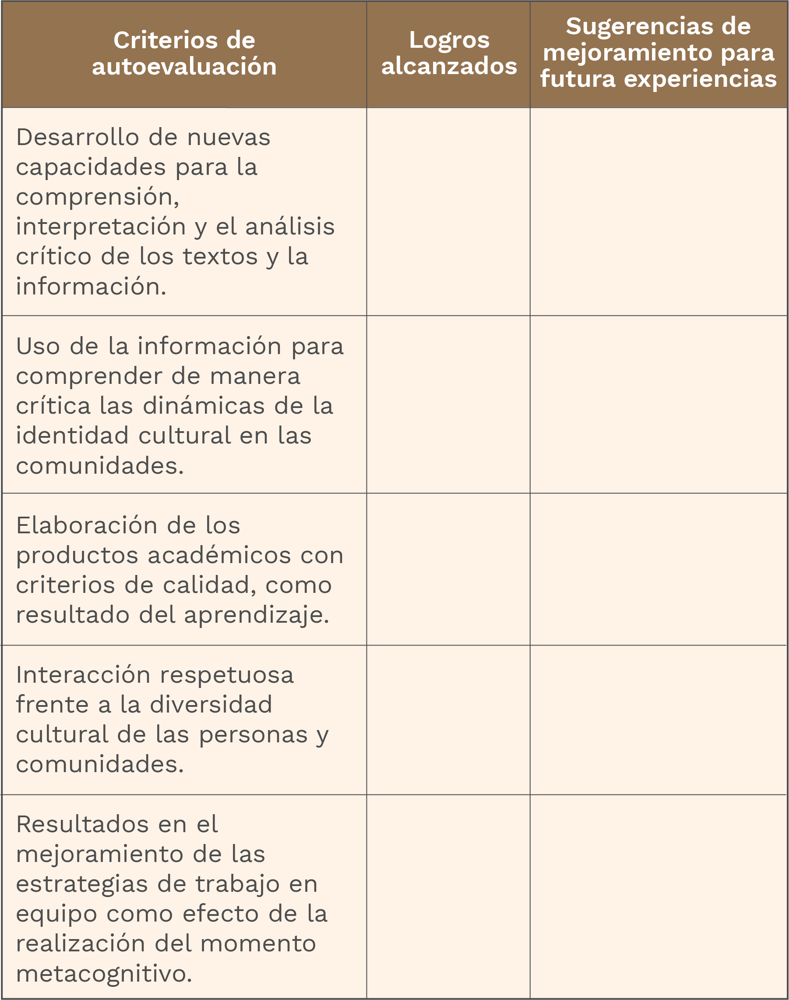 Criterios de
autoevaluación
Logros
alcanzados
Sugerencias de
mejoramiento para
futura experiencias
Desarrollo de nuevas
capacidades para la
comprensión,
interpretación y el análisis
crítico de los textos y la
información.
Uso de la información para
comprender de manera
crítica las dinámicas de la
identidad cultural en las
comunidades.
Elaboración de los
productos académicos con
criterios de calidad, como
resultado del aprendizaje.
Interacción respetuosa
frente a la diversidad
cultural de las personas y
comunidades.
Resultados en el
mejoramiento de las
estrategias de trabajo en
equipo como efecto de la
realización del momento
metacognitivo.